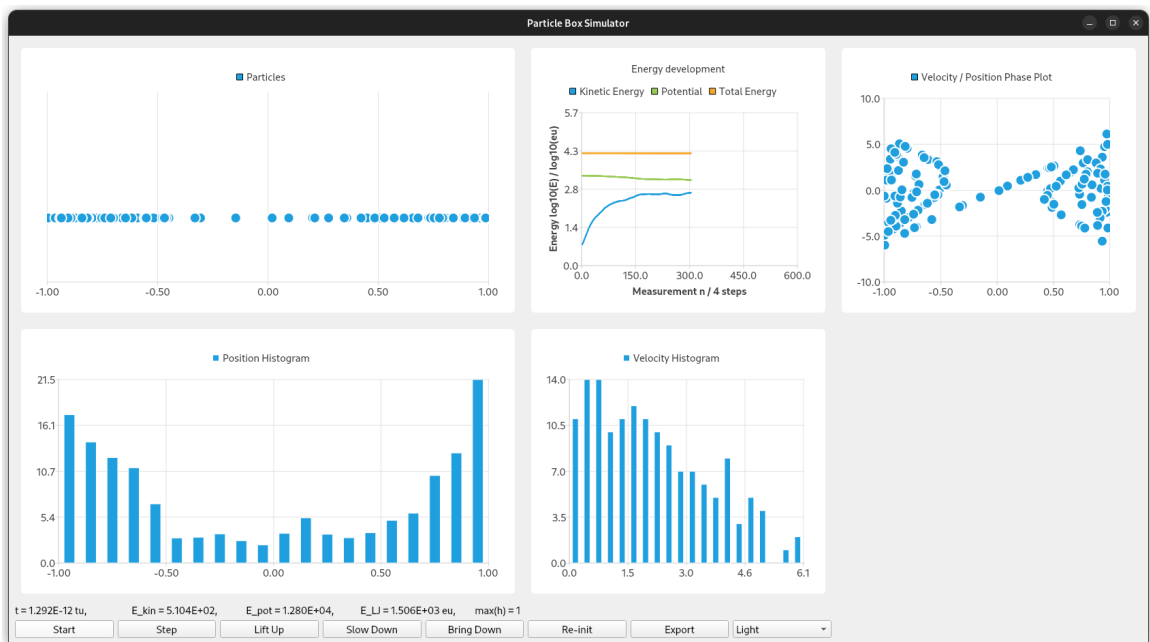 Particle Box Simulator
Particles
-1.00 -0.50 0.00 0.50 1.00
Energy development
Kinetic Energy Potential Total Energy
Energy log10(E) / log10(eu)
5.7
4.3
2.8
1.4
0.0
0.0 150.0 300.0 450.0 600.0
Measurement n / 4 steps
Velocity / Position Phase Plot
10.0
5.0
0.0
-5.0
-10.0
-1.00 -0.50 0.00 0.50 1.00
Position Histogram
21.5
16.1
10.7
5.4
0.0
-1.00 -0.50 0.00 0.50 1.00
Velocity Histogram
14.0
10.5
7.0
3.5
0.0
0.0 1.5 3.0 4.6 6.1
t = 1.292E-12 tu, E_kin = 5.104E+02, E_pot = 1.280E+04, E_LJ = 1.506E+03 eu, max(h) = 1
Start Step Lift Up Slow Down Bring Down Re-init Export Light